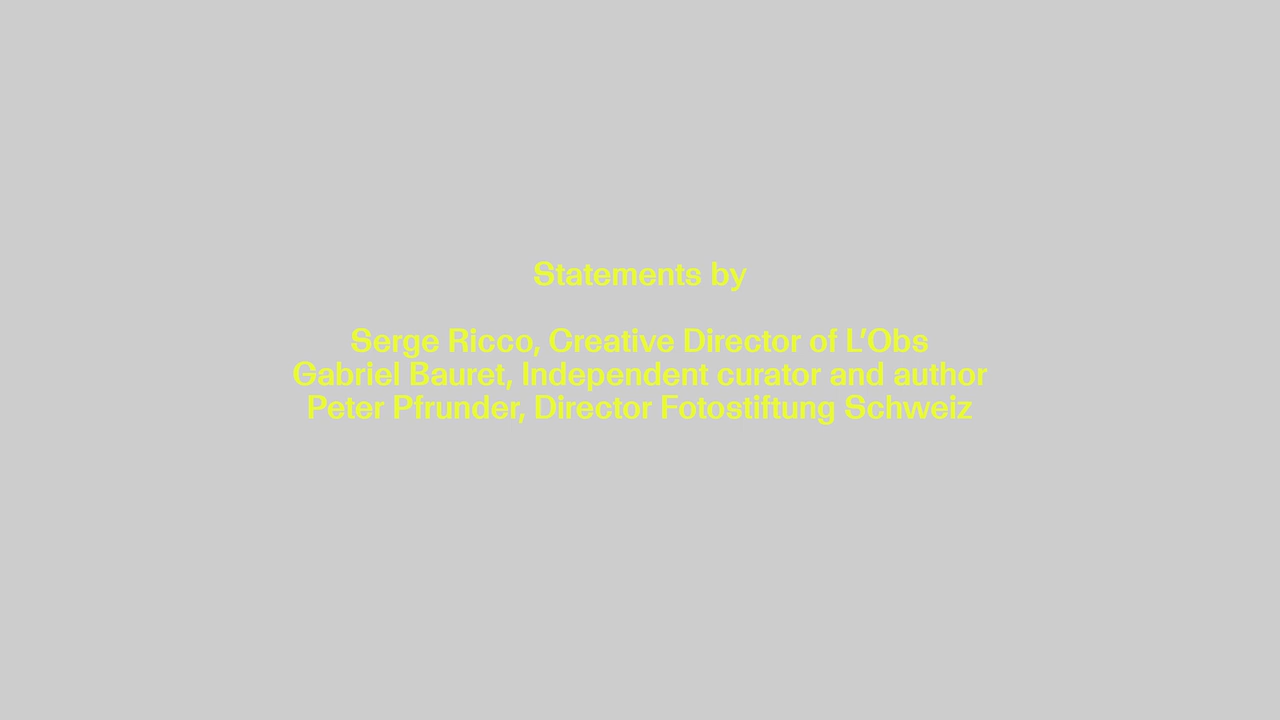 Statements by
Serge Ricco, Creative Director of L’Obs
Gabriel Bauret, Independent curator and author
Peter Pfrunder, Director Fotostiftung Schweiz